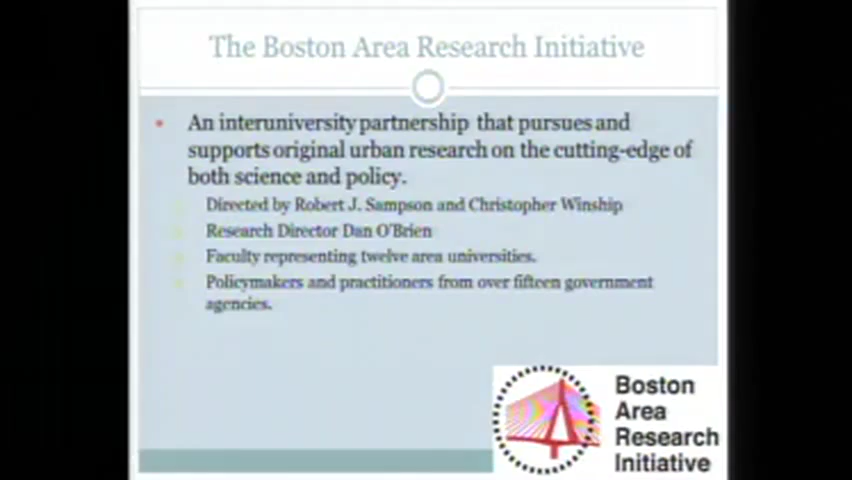 The Boston Area Research Initiative
An interuniversity partnership that pursues and
supports original urban research on the cutting-edge of
both science and policy.
Directed by Robert J. Sampson and Christopher Winship
Research Director Dan O'Brien
Faculty representing twelve area universities.
Policymakers and practitioners from over fifteen government
agencies.
Boston
Area
Research
Initiative